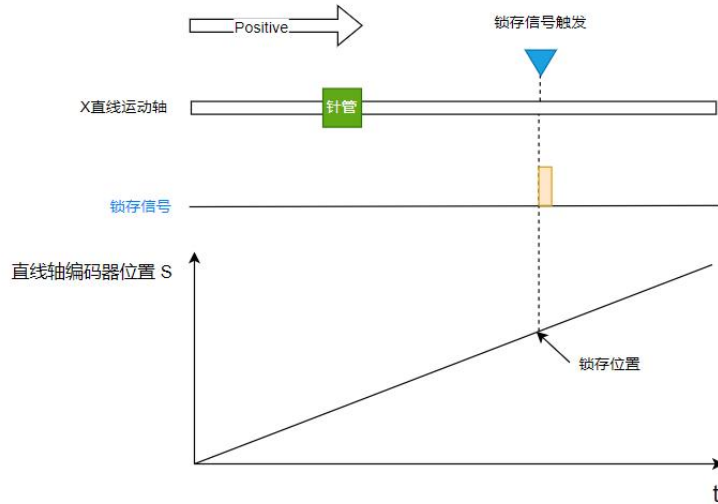 Positive
锁存信号触发
X直线运动轴
针管
锁存信号
直线轴编码器位置 S
锁存位置
t